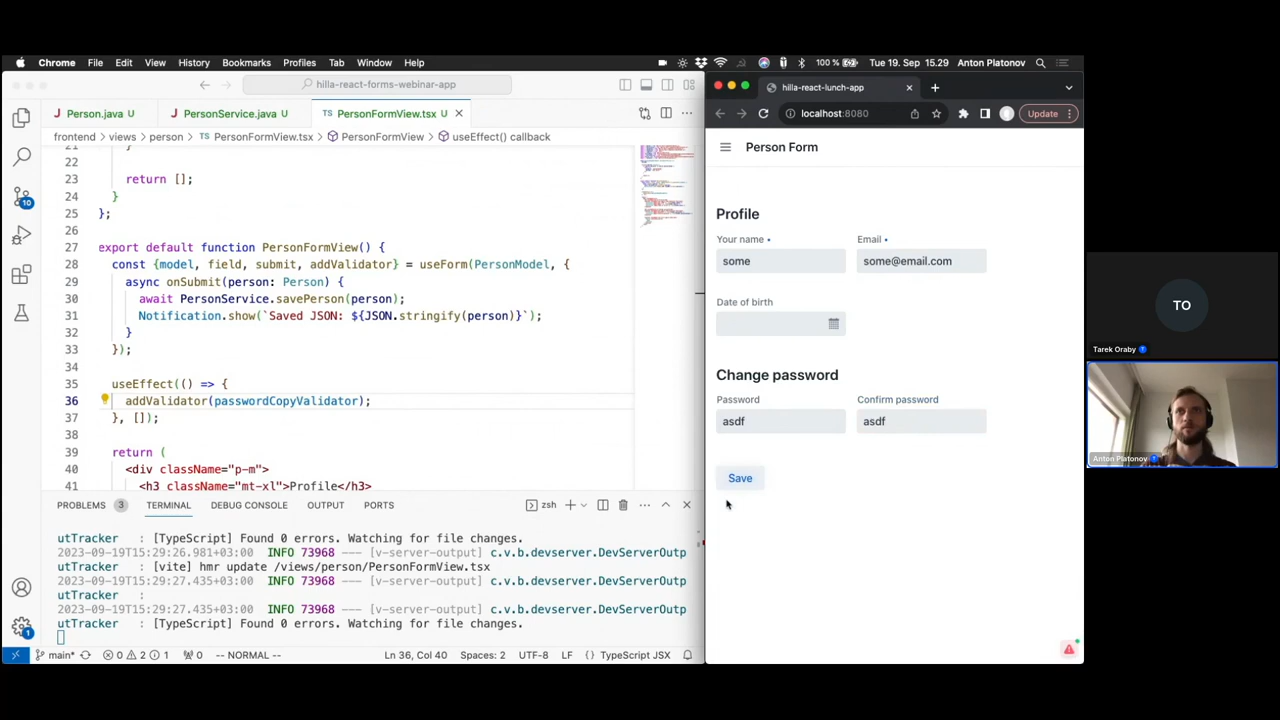 Chrome File Edit View History Bookmarks Profiles Tab Window Help 100 % Tue 19. Sep 15.29 Anton Platonov
hilla-react-forms-webinar-app
Person.java U PersonService.java U TS PersonFormView.tsx U
frontend > views > person > TS PersonFormView.tsx > PersonFormView > useEffect() callback
21 }
22
23 return [];
24 }
25 };
26
27 export default function PersonFormView() {
28 const {model, field, submit, addValidator} = useForm(PersonModel, {
29 async onSubmit(person: Person) {
30 await PersonService.savePerson(person);
31 Notification.show(`Saved JSON: ${JSON.stringify(person)}`);
32 }
33 });
34
35 useEffect(() => {
36 addValidator(passwordCopyValidator);
37 }, []);
38
39 return (
40 <div className="p-m">
41 <h3 className="mt-xl">Profile</h3>
10
PROBLEMS 3 TERMINAL DEBUG CONSOLE OUTPUT PORTS zsh
utTracker : [TypeScript] Found 0 errors. Watching for file changes.
2023-09-19T15:29:26.981+03:00 INFO 73968 --- [v-server-output] c.v.b.devserver.DevServerOutp
utTracker : [vite] hmr update /views/person/PersonFormView.tsx
2023-09-19T15:29:27.435+03:00 INFO 73968 --- [v-server-output] c.v.b.devserver.DevServerOutp
utTracker :
2023-09-19T15:29:27.435+03:00 INFO 73968 --- [v-server-output] c.v.b.devserver.DevServerOutp
utTracker : [TypeScript] Found 0 errors. Watching for file changes.
1
main* 0 2 1 0 -- NORMAL -- Ln 36, Col 40 Spaces: 2 UTF-8 LF {} TypeScript JSX
hilla-react-lunch-app
localhost:8080 Update
Person Form
Profile
Your name • Email •
some some@email.com
Date of birth
Change password
Password Confirm password
asdf asdf
Save
TO
Tarek Oraby
Anton Platonov